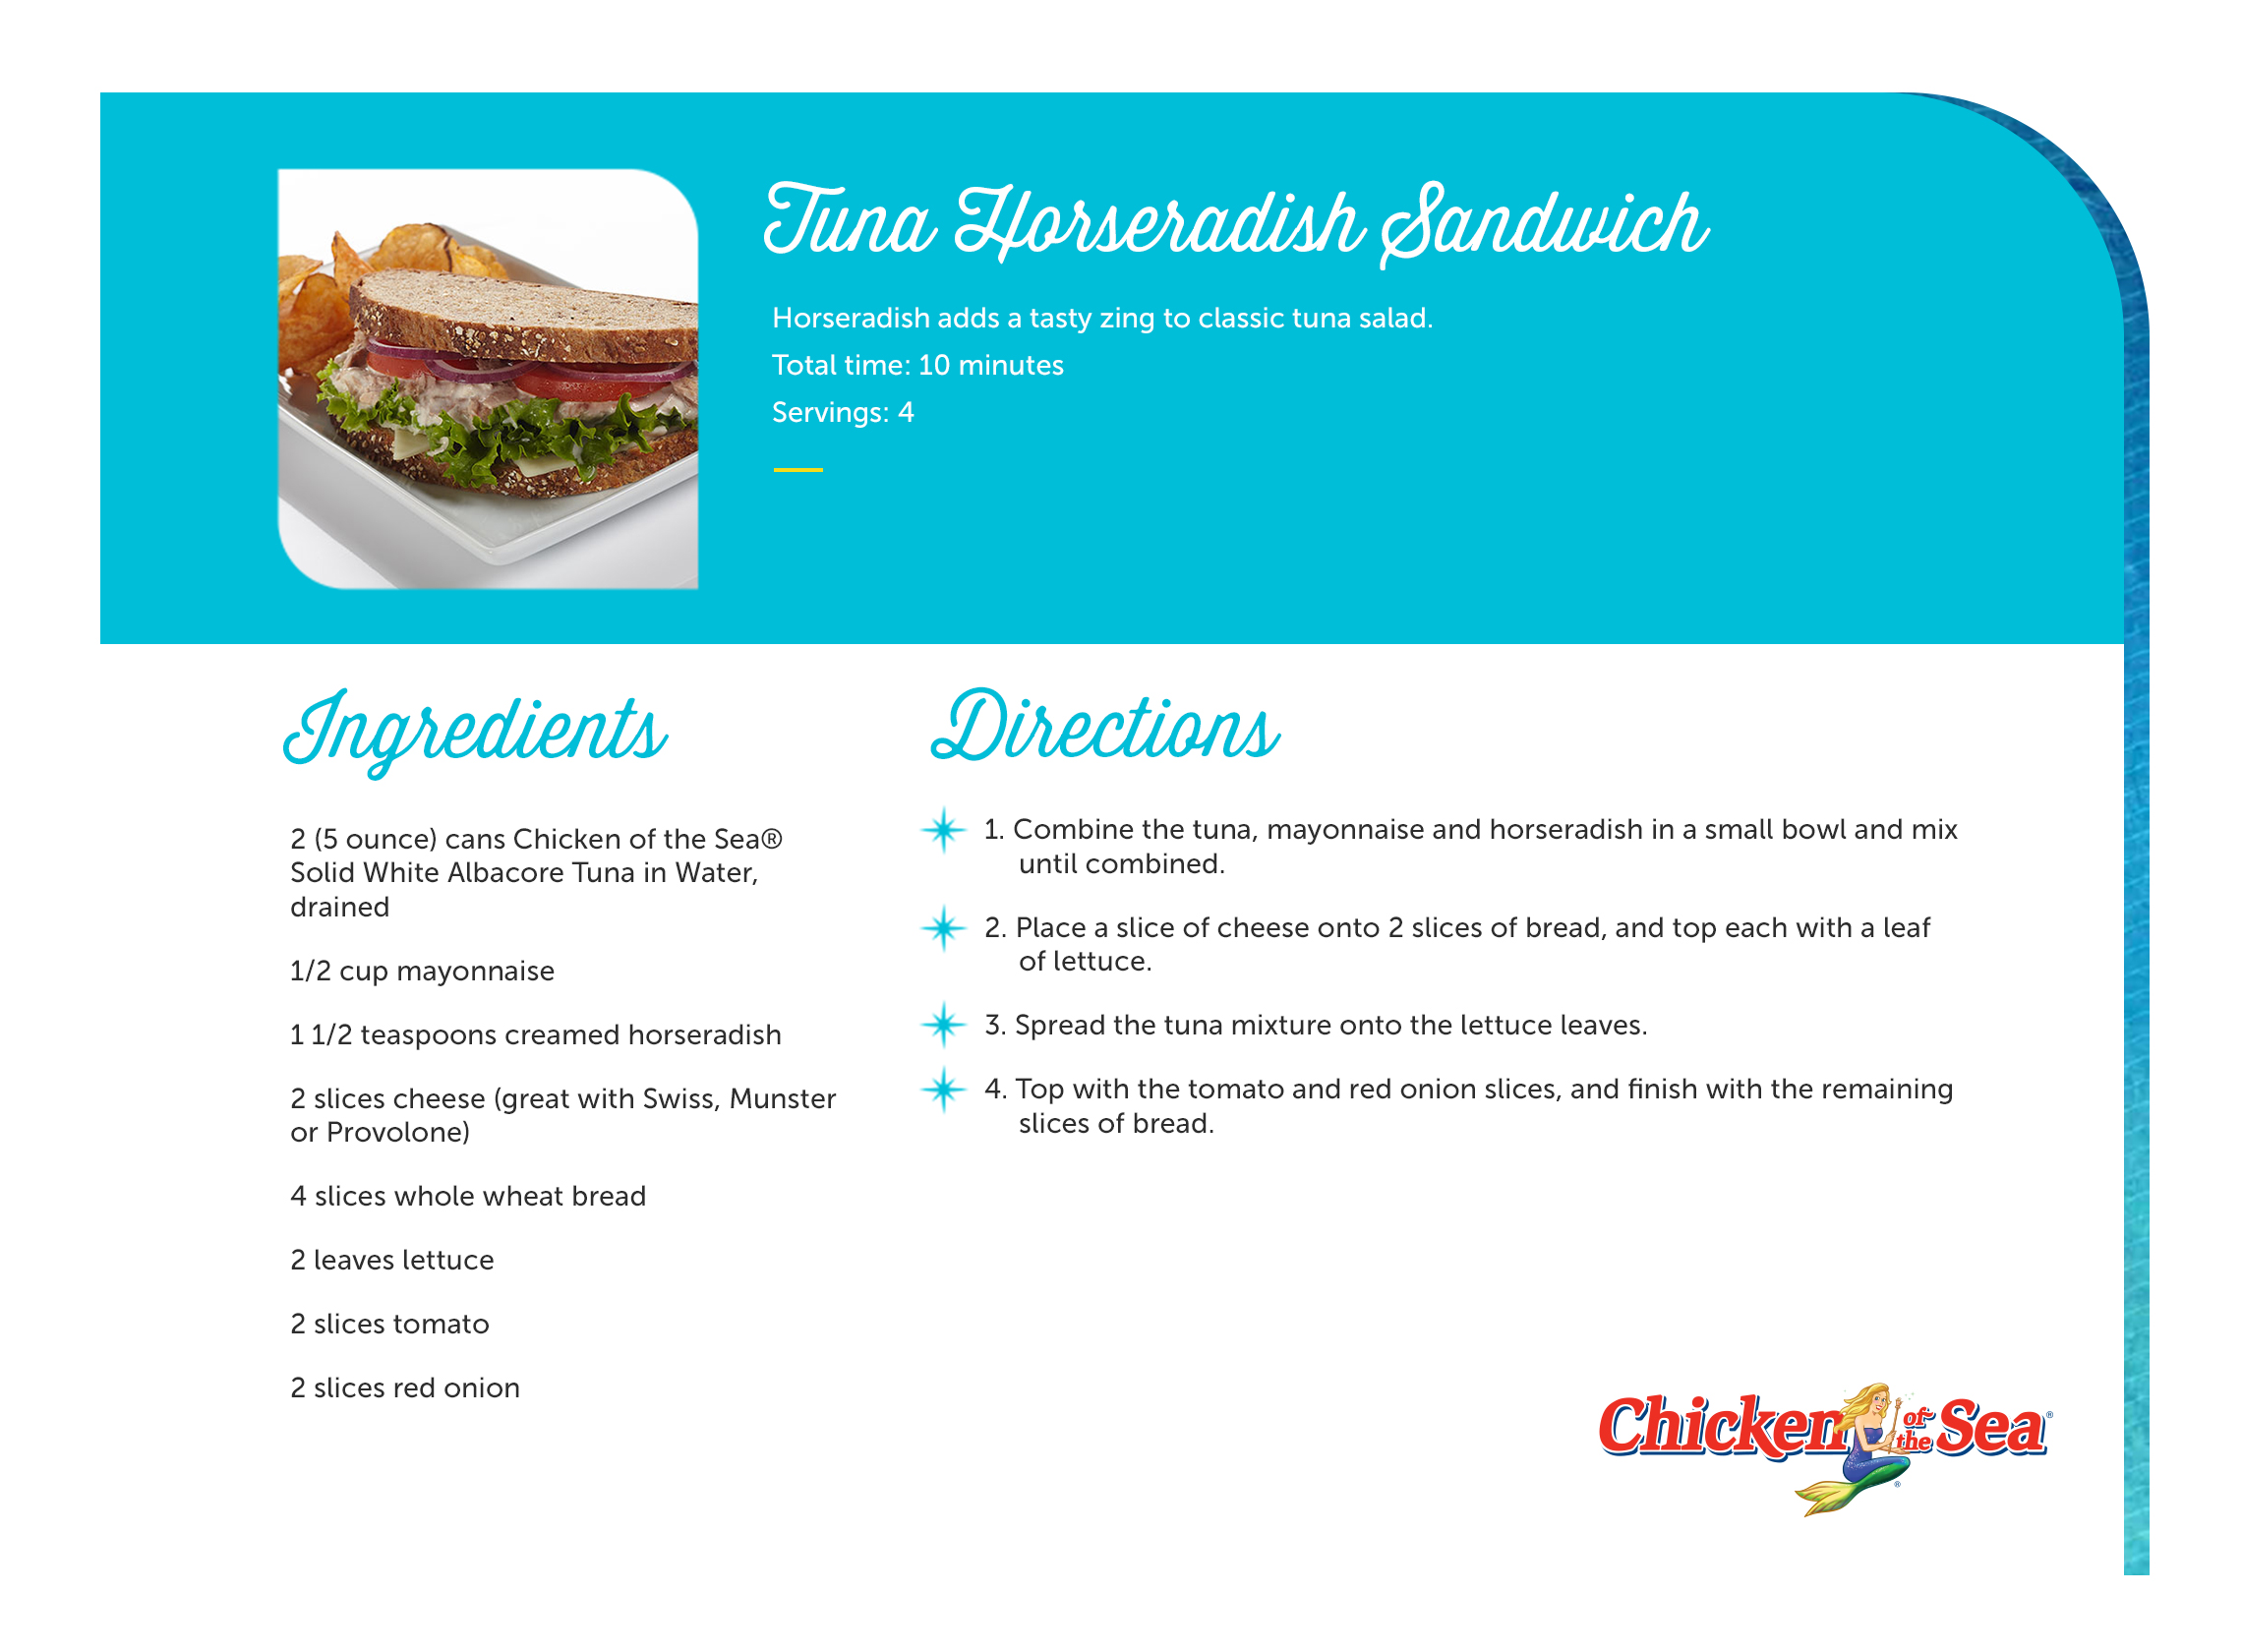 Tuna Horseradish Sandwich
Horseradish adds a tasty zing to classic tuna salad.
Total time: 10 minutes
Servings: 4
Ingredients
2 (5 ounce) cans Chicken of the Sea®
Solid White Albacore Tuna in Water,
drained
1/2 cup mayonnaise
1 1/2 teaspoons creamed horseradish
2 slices cheese (great with Swiss, Munster
or Provolone)
4 slices whole wheat bread
2 leaves lettuce
2 slices tomato
2 slices red onion
Directions
1. Combine the tuna, mayonnaise and horseradish in a small bowl and mix
until combined.
2. Place a slice of cheese onto 2 slices of bread, and top each with a leaf
of lettuce.
3. Spread the tuna mixture onto the lettuce leaves.
4. Top with the tomato and red onion slices, and finish with the remaining
slices of bread.
Chicken of the Sea®
®